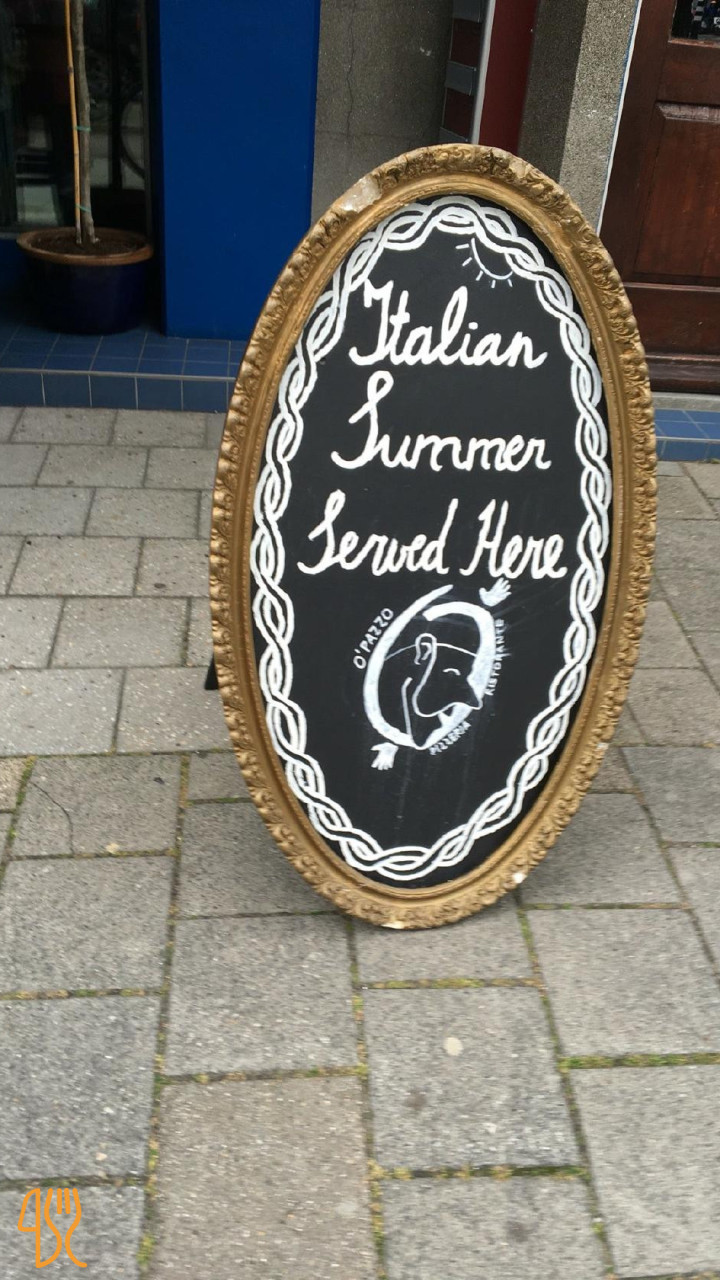 Italian
Summer
Served Here
O'PAZZO
RISTORANTE
PIZZERIA